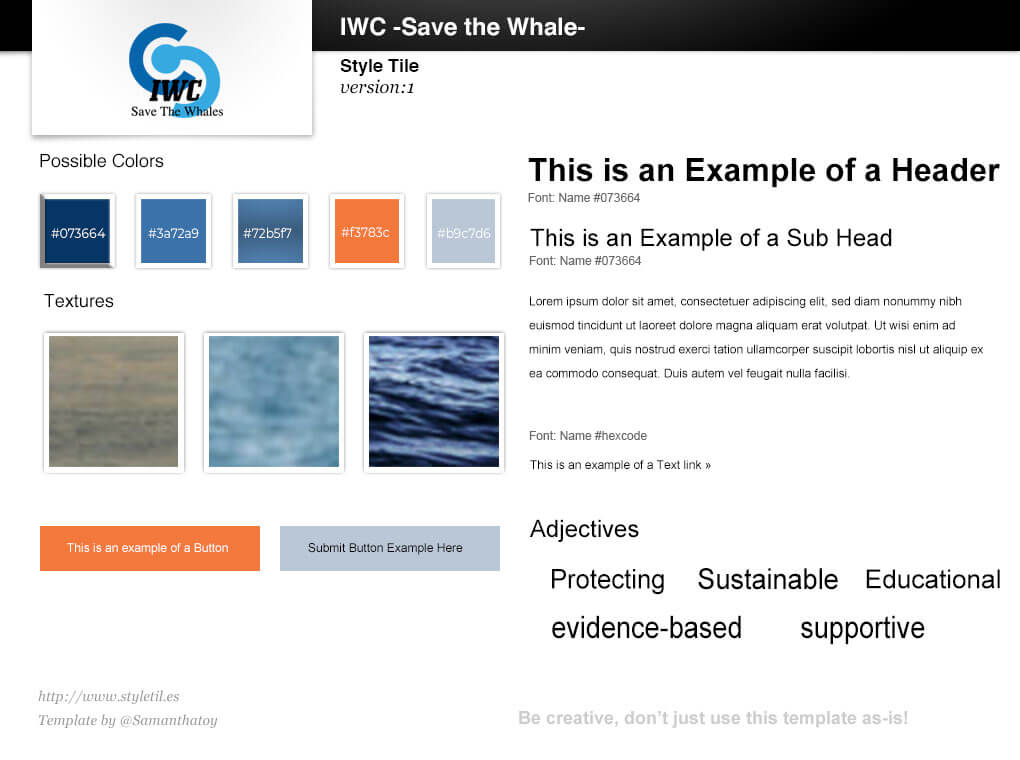 IWC -Save the Whale-
IWC
Save The Whales
Style Tile
version:1
Possible Colors
#073664
#3a72a9
#72b5f7
#f3783c
#b9c7d6
Textures
This is an example of a Button
Submit Button Example Here
This is an Example of a Header
Font: Name #073664
This is an Example of a Sub Head
Font: Name #073664
Lorem ipsum dolor sit amet, consectetuer adipiscing elit, sed diam nonummy nibh
euismod tincidunt ut laoreet dolore magna aliquam erat volutpat. Ut wisi enim ad
minim veniam, quis nostrud exerci tation ullamcorper suscipit lobortis nisl ut aliquip ex
ea commodo consequat. Duis autem vel feugait nulla facilisi.
Font: Name #hexcode
This is an example of a Text link »
Adjectives
Protecting Sustainable Educational
evidence-based supportive
http://www.styletil.es
Template by @Samanthatoy
Be creative, don’t just use this template as-is!